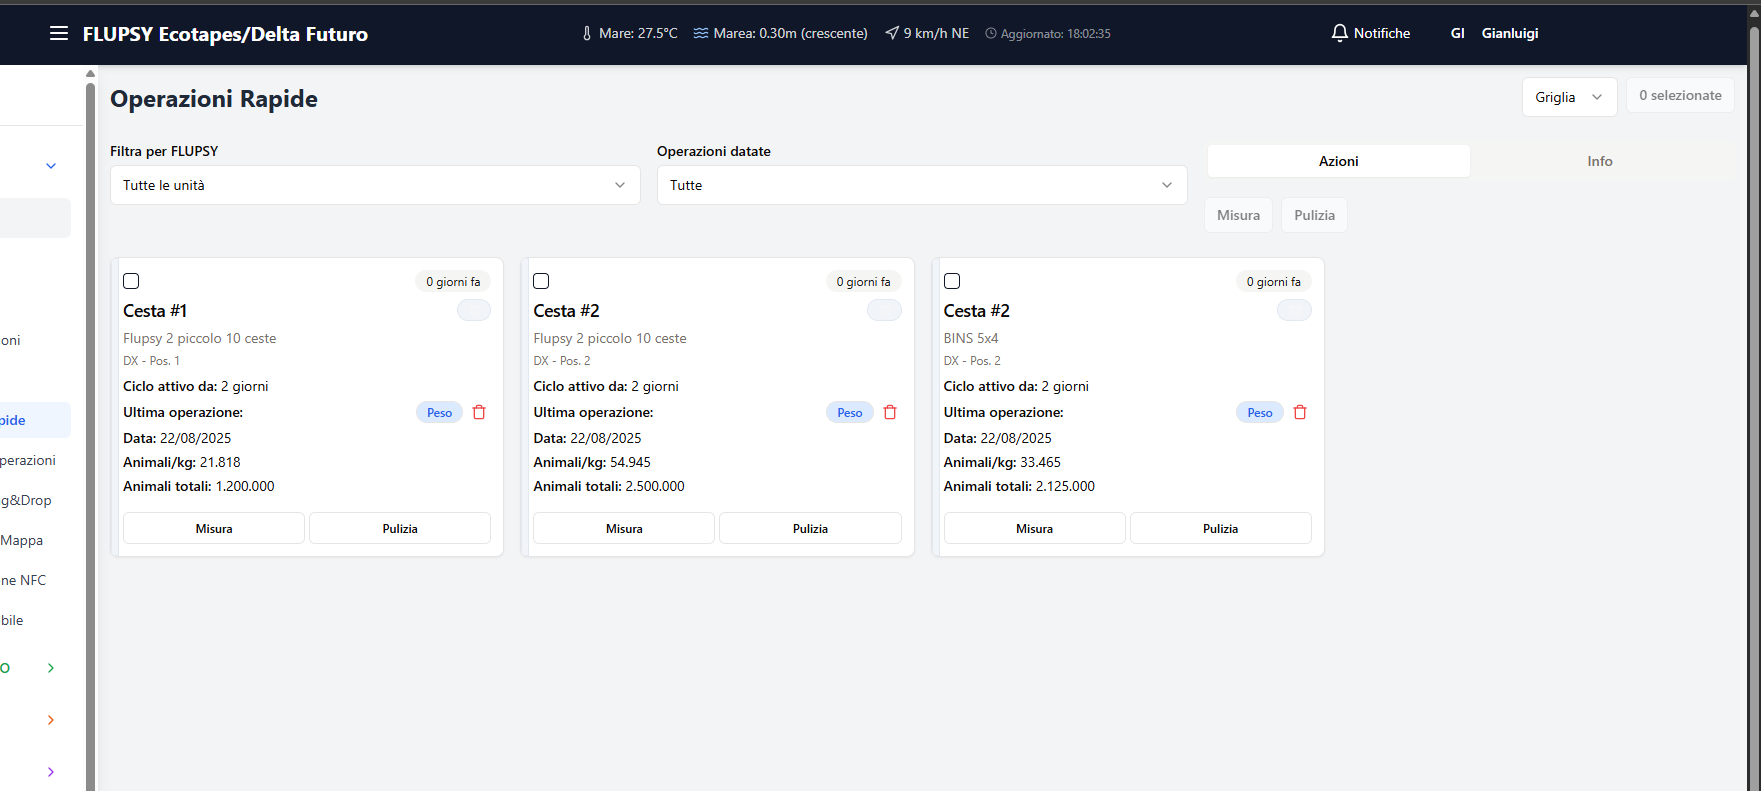 FLUPSY Ecotapes/Delta Futuro
Mare: 27.5°C
Marea: 0.30m (crescente)
9 km/h NE
Aggiornato: 18:02:35
Notifiche
GI
Gianluigi
oni
pide
perazioni
g&Drop
Mappa
ne NFC
bile
O
Operazioni Rapide
Griglia
0 selezionate
Filtra per FLUPSY
Tutte le unità
Operazioni datate
Tutte
Azioni
Info
Misura
Pulizia
0 giorni fa
Cesta #1
Flupsy 2 piccolo 10 ceste
DX - Pos. 1
Ciclo attivo da: 2 giorni
Ultima operazione:
Peso
Data: 22/08/2025
Animali/kg: 21.818
Animali totali: 1.200.000
Misura
Pulizia
0 giorni fa
Cesta #2
Flupsy 2 piccolo 10 ceste
DX - Pos. 2
Ciclo attivo da: 2 giorni
Ultima operazione:
Peso
Data: 22/08/2025
Animali/kg: 54.945
Animali totali: 2.500.000
Misura
Pulizia
0 giorni fa
Cesta #2
BINS 5x4
DX - Pos. 2
Ciclo attivo da: 2 giorni
Ultima operazione:
Peso
Data: 22/08/2025
Animali/kg: 33.465
Animali totali: 2.125.000
Misura
Pulizia